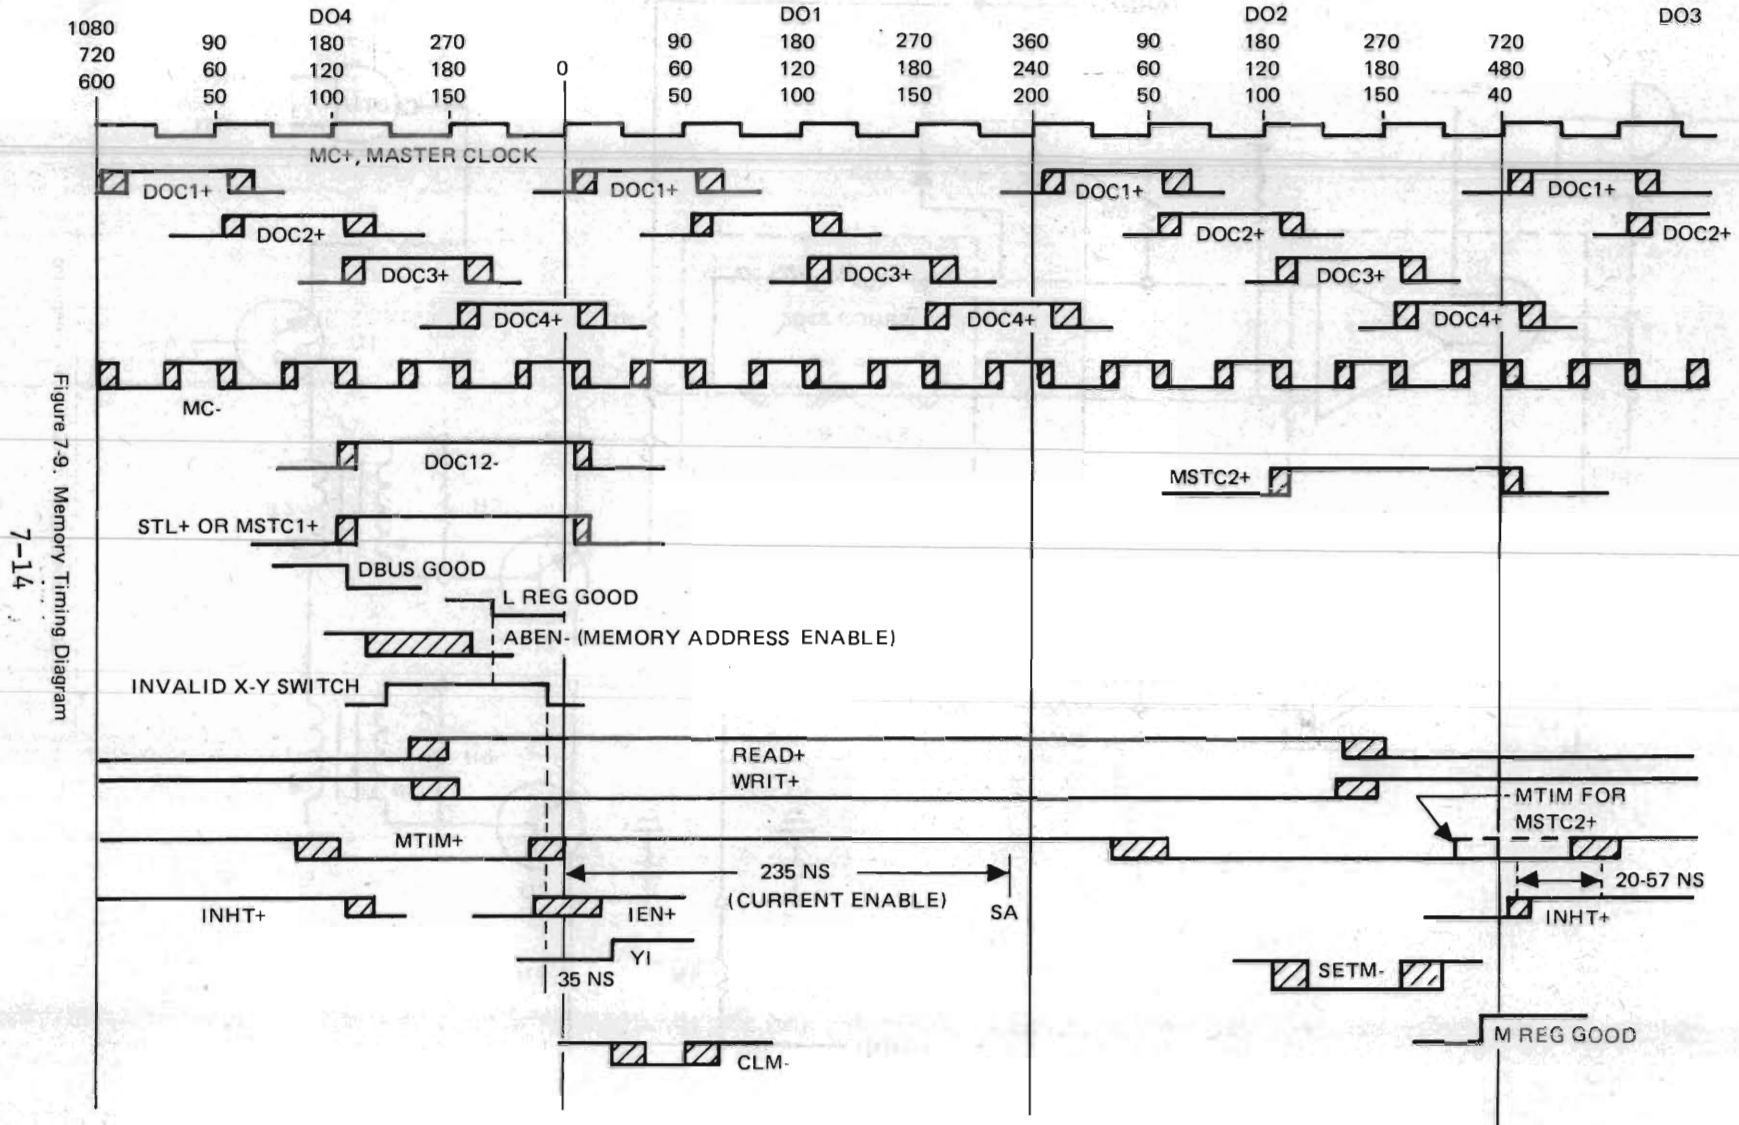 DO4 DO1 DO2 DO3
1080 90 180 270 90 180 270 360 90 180 270 720
720 60 120 180 0 60 120 180 240 60 120 180 480
600 50 100 150 50 100 150 200 50 100 150 40
MC+, MASTER CLOCK
DOC1+ DOC1+ DOC1+ DOC1+
DOC2+ DOC2+ DOC2+
DOC3+ DOC3+ DOC3+
DOC4+ DOC4+ DOC4+
MC-
DOC12- MSTC2+
STL+ OR MSTC1+
DBUS GOOD
L REG GOOD
ABEN- (MEMORY ADDRESS ENABLE)
INVALID X-Y SWITCH
READ+
WRIT+
MTIM FOR
MSTC2+
MTIM+
235 NS 20-57 NS
(CURRENT ENABLE)
INHT+ IEN+ SA INHT+
YI
35 NS SETM-
M REG GOOD
CLM-
Figure 7-9. Memory Timing Diagram
7-14